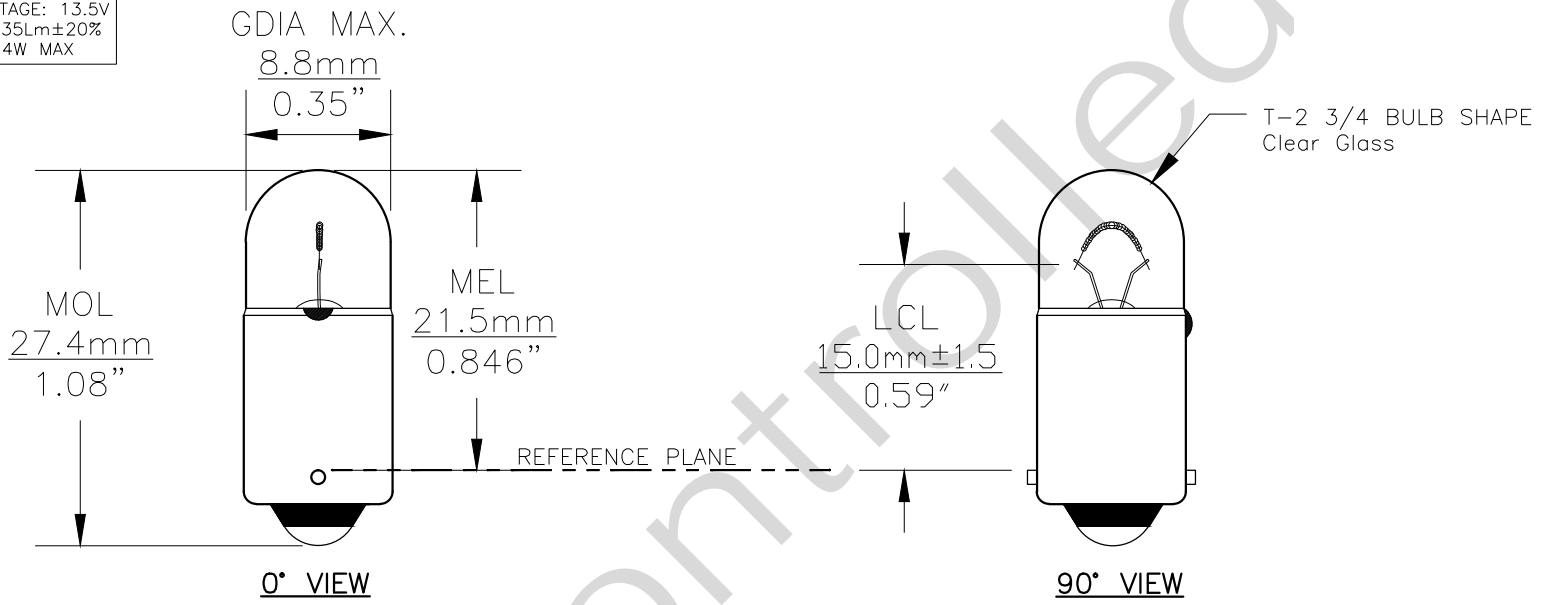 TAGE: 13.5V
35Lm±20%
4W MAX
GDIA MAX.
8.8mm
0.35”
T-2 3/4 BULB SHAPE
Clear Glass
MOL
27.4mm
1.08”
MEL
21.5mm
0.846”
LCL
15.0mm±1.5
0.59"
REFERENCE PLANE
0° VIEW
90° VIEW
ontrolled